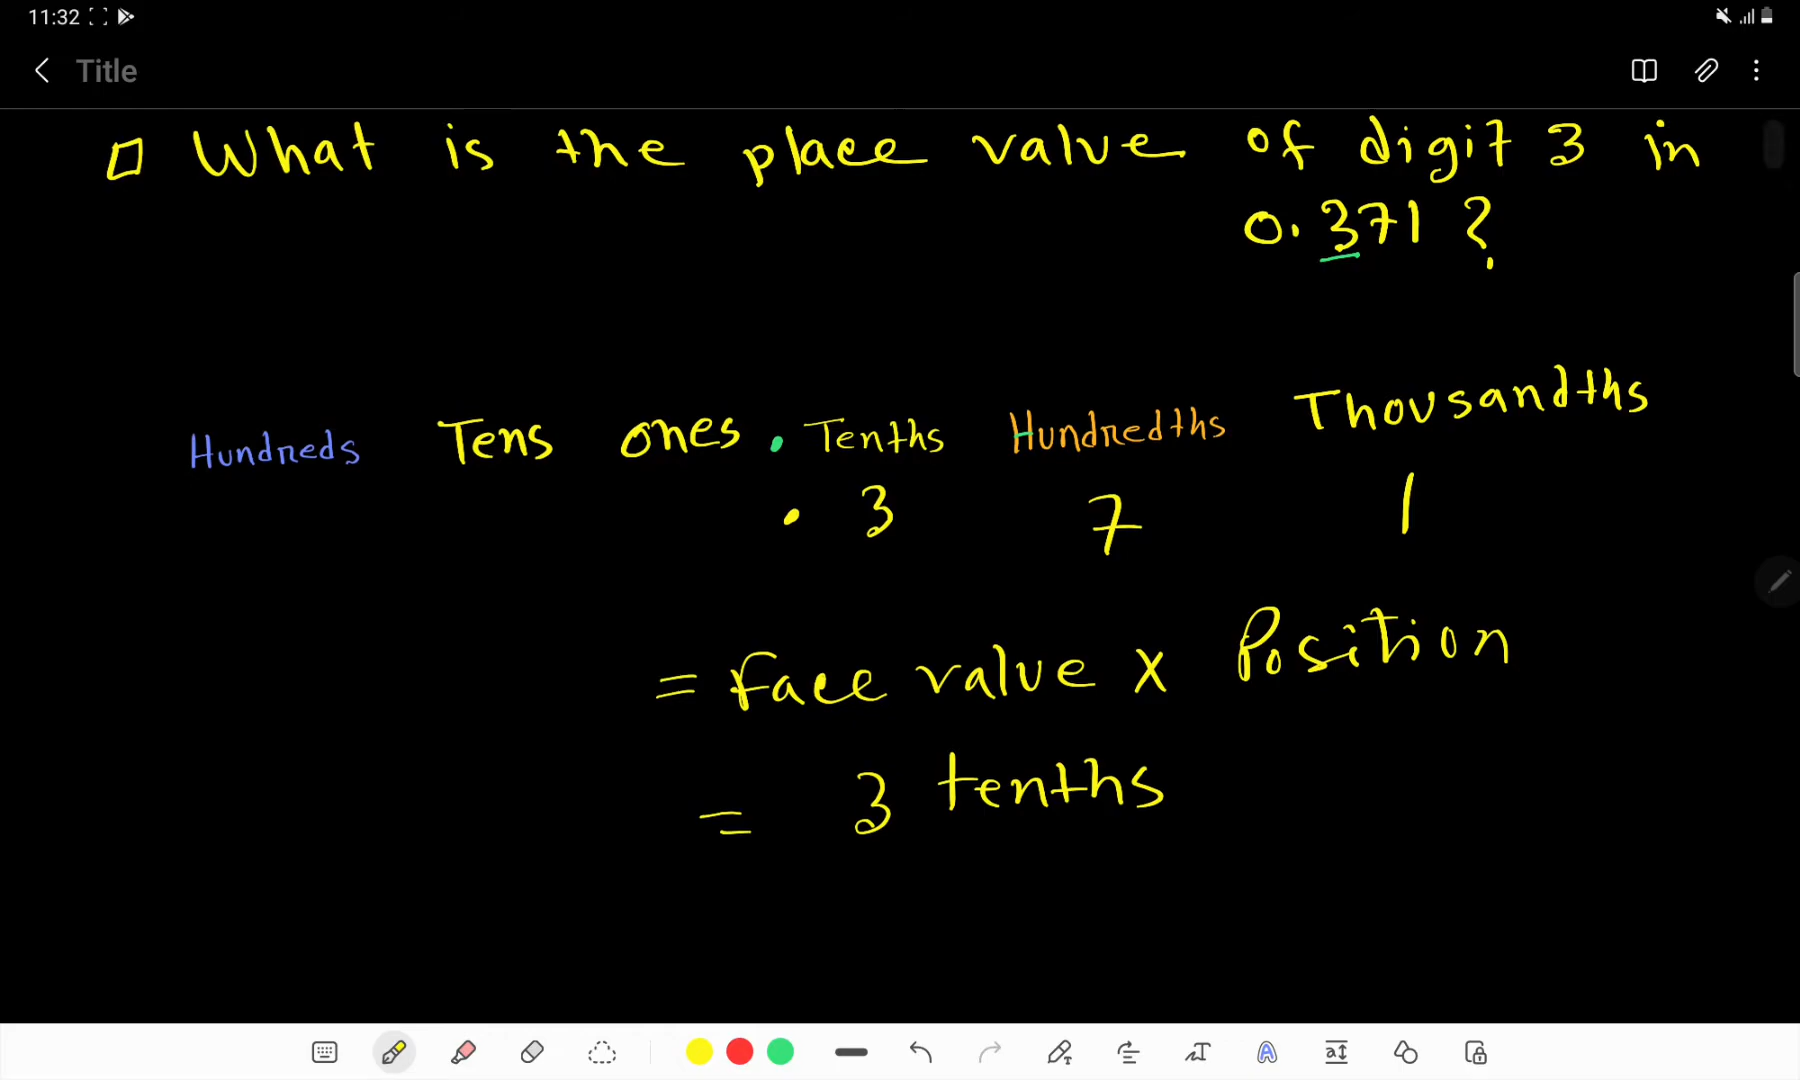 11:32
Title
What is the place value of digit 3 in
0.371 ?
Hundreds Tens ones . Tenths Hundredths Thousandths
. 3 7 1
= Face value x Position
= 3 tenths